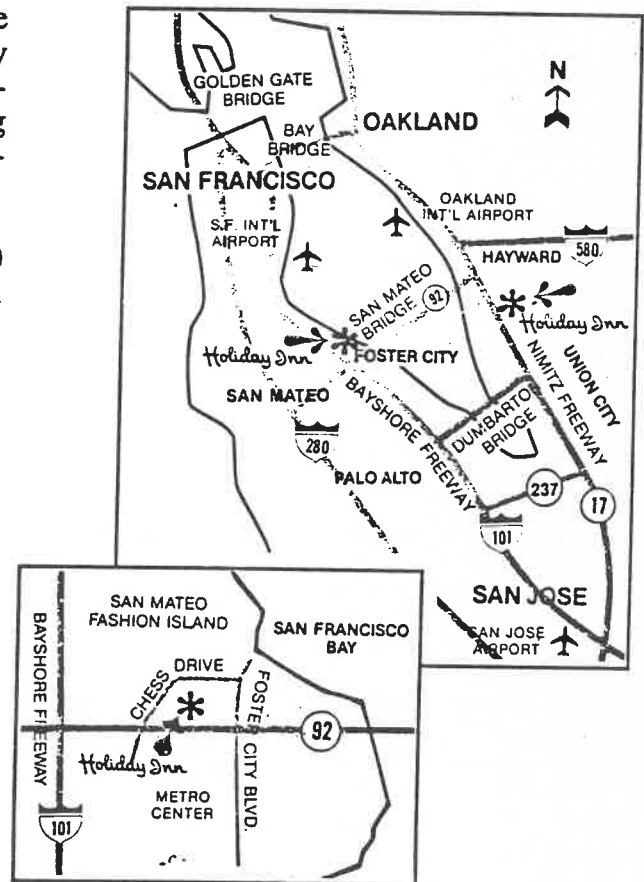 GOLDEN GATE
BRIDGE
BAY
BRIDGE
OAKLAND
N
SAN FRANCISCO
S.F. INT'L
AIRPORT
OAKLAND
INT'L AIRPORT
580
HAYWARD
SAN MATEO
BRIDGE
92
Holiday Inn
Holiday Inn
FOSTER CITY
SAN MATEO
BAYSHORE FREEWAY
NIMITZ FREEWAY
UNION CITY
DUMBARTO
BRIDGE
280
PALO ALTO
237
17
101
SAN JOSE
SAN JOSE
AIRPORT
SAN MATEO
FASHION ISLAND
SAN FRANCISCO
BAY
BAYSHORE FREEWAY
CHESS DRIVE
FOSTER CITY BLVD.
92
Holiday Inn
METRO
CENTER
101